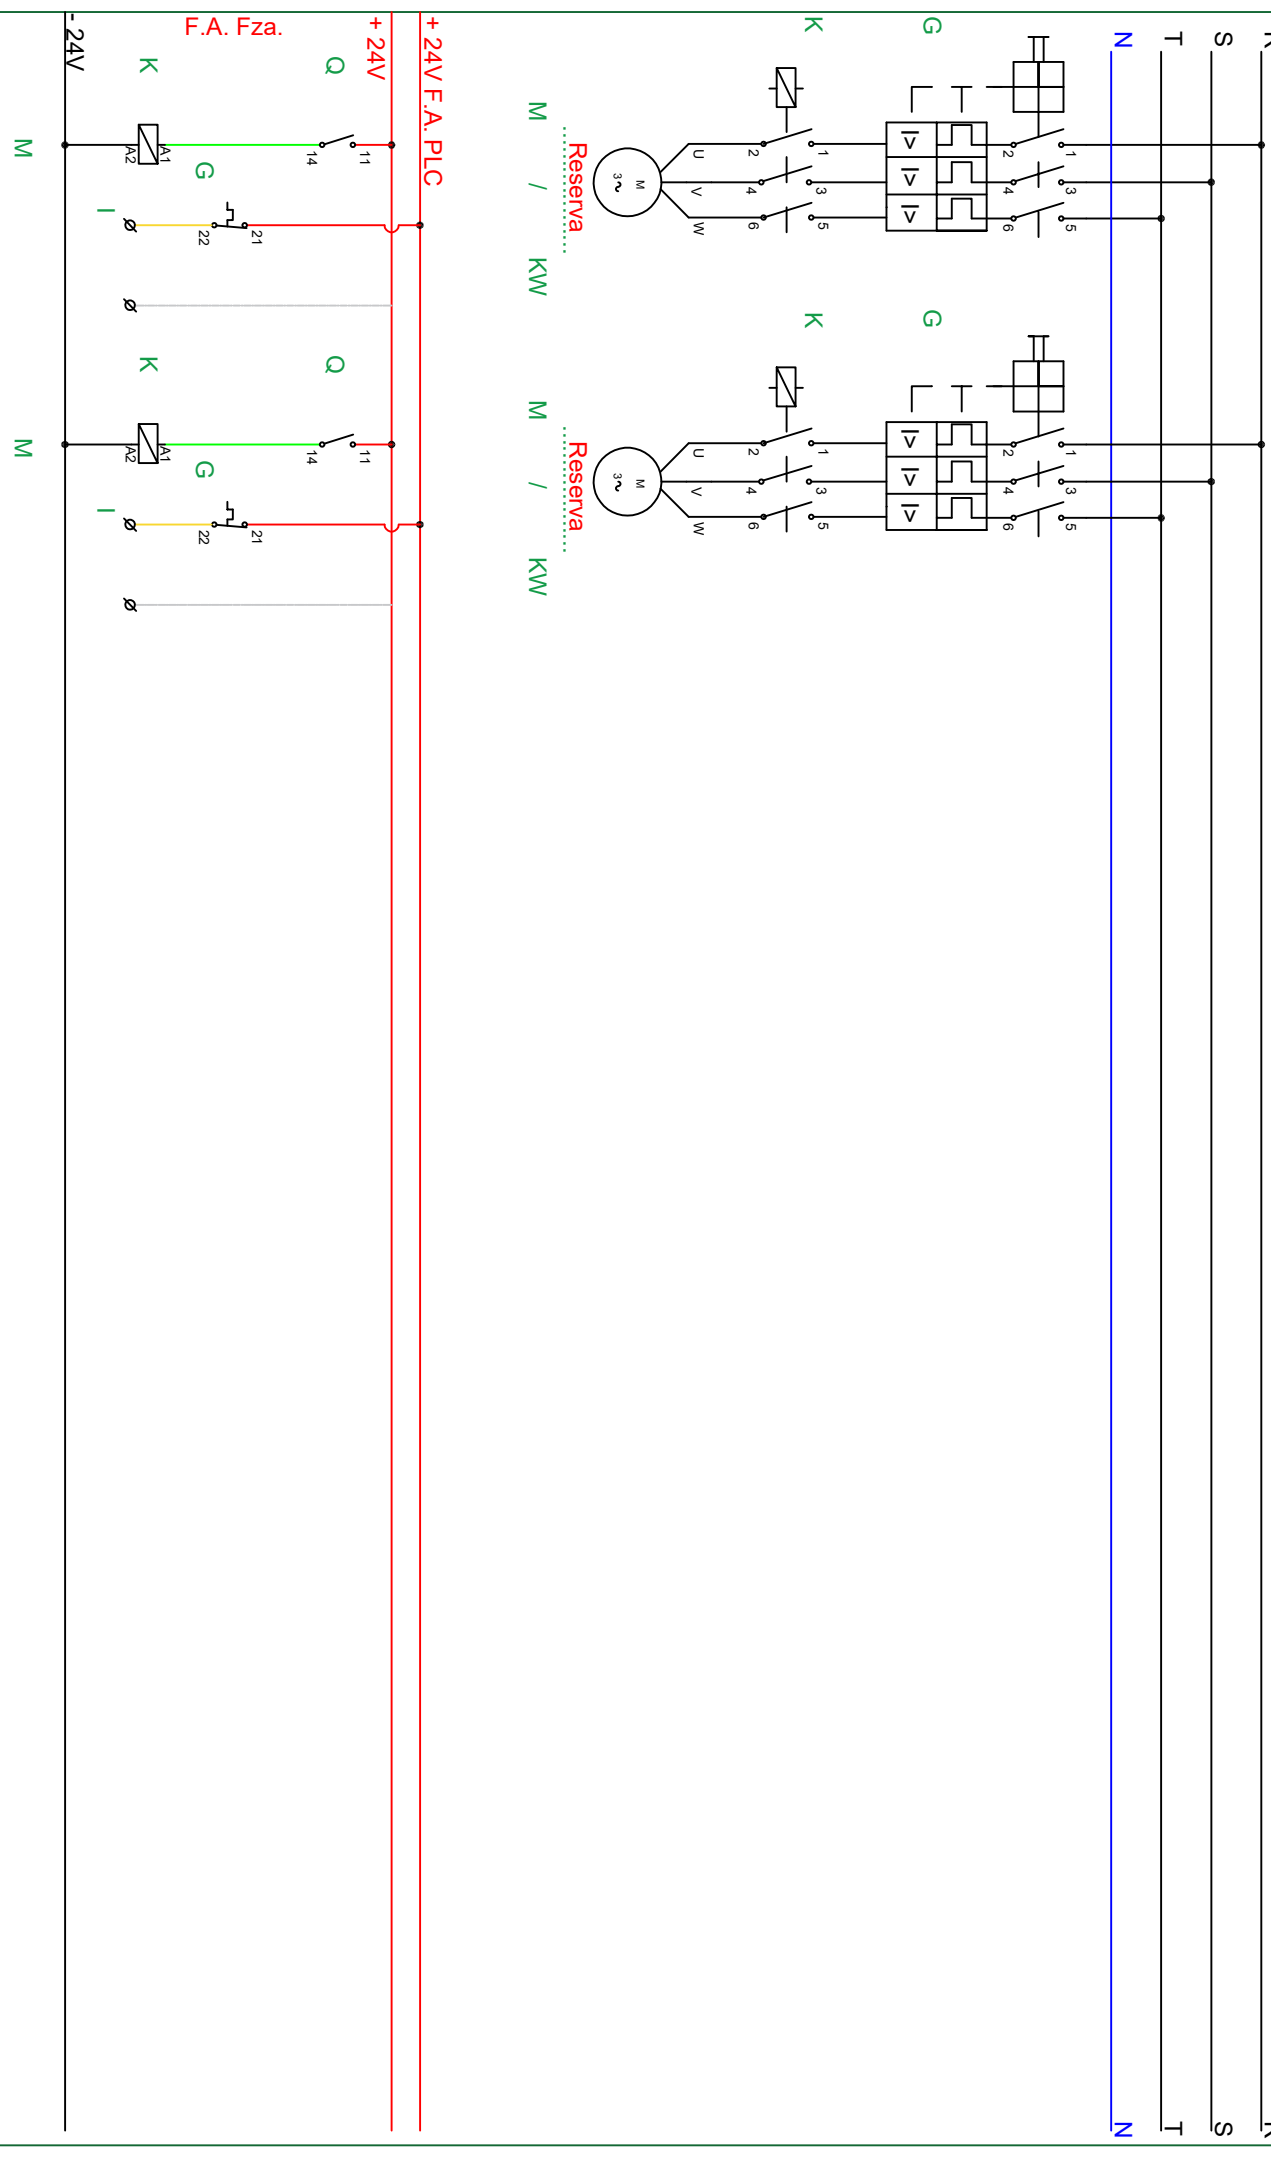 R
S
T
N
G
K
1
2
3
4
5
6
1
2
3
4
5
6
U
V
W
M
3~
Reserva
M / KW
G
K
1
2
3
4
5
6
1
2
3
4
5
6
U
V
W
M
3~
Reserva
M / KW
+ 24V F.A. PLC
+ 24V
F.A. Fza.
- 24V
Q
11
14
K
A1
A2
M
G
21
22
I
Q
11
14
K
A1
A2
M
G
21
22
I
R
S
T
N